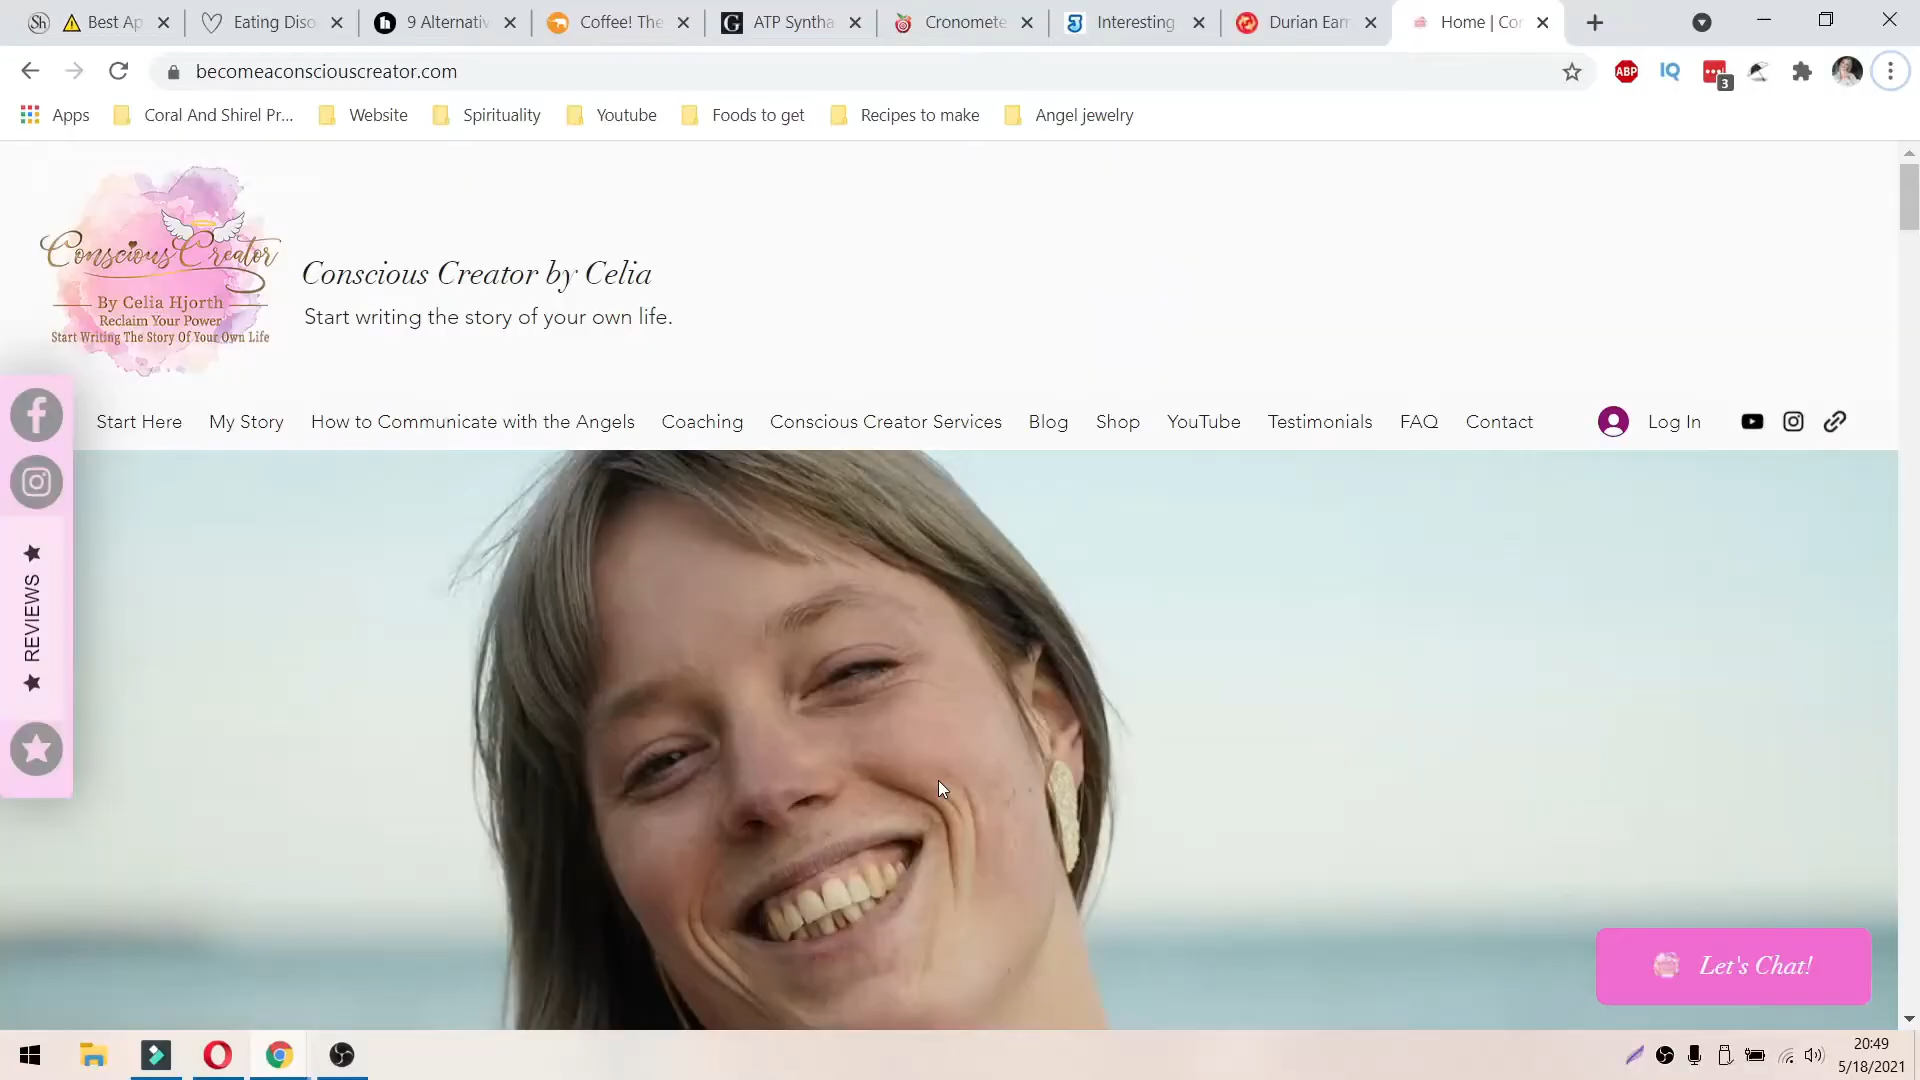 Best Ap
Eating Diso
9 Alternativ
Coffee! The
ATP Syntha
Cronomete
Interesting
Durian Earr
Home | Cor
becomeaconsciouscreator.com
ABP
IQ
3
Apps
Coral And Shirel Pr...
Website
Spirituality
Youtube
Foods to get
Recipes to make
Angel jewelry
Conscious Creator
By Celia Hjorth
Reclaim Your Power
Start Writing The Story Of Your Own Life
Conscious Creator by Celia
Start writing the story of your own life.
Start Here
My Story
How to Communicate with the Angels
Coaching
Conscious Creator Services
Blog
Shop
YouTube
Testimonials
FAQ
Contact
Log In
REVIEWS
Let's Chat!
20:49
5/18/2021